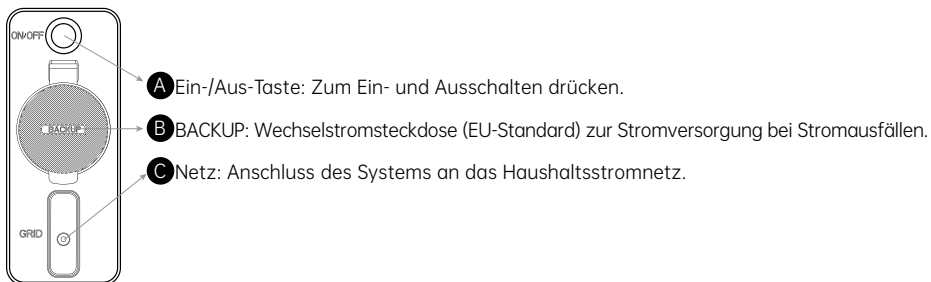 ON/OFF
A Ein-/Aus-Taste: Zum Ein- und Ausschalten drücken.
BACKUP
B BACKUP: Wechselstromsteckdose (EU-Standard) zur Stromversorgung bei Stromausfällen.
C Netz: Anschluss des Systems an das Haushaltsstromnetz.
GRID